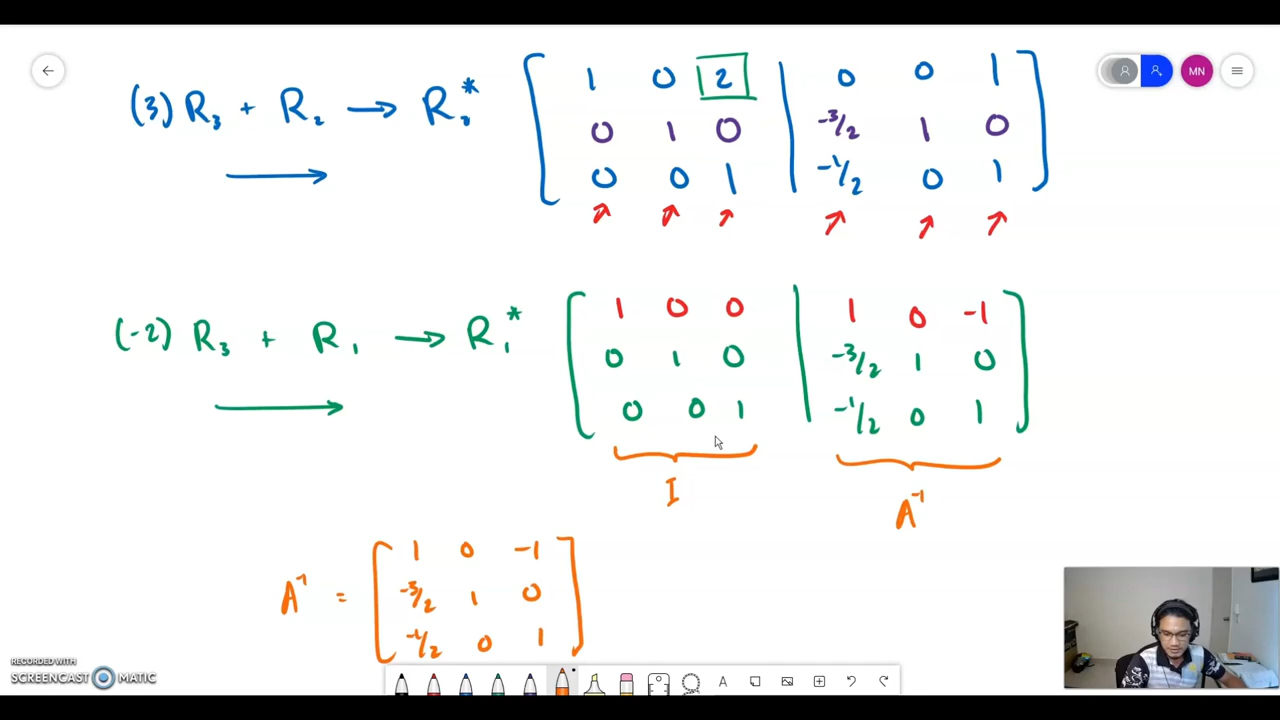 (3) R₃ + R₂ → R₂* [ 1 0 2 | 0 0 1 ]
[ 0 1 0 | -3/2 1 0 ]
[ 0 0 1 | -1/2 0 1 ]
MN
(-2) R₃ + R₁ → R₁* [ 1 0 0 | 1 0 -1 ]
[ 0 1 0 | -3/2 1 0 ]
[ 0 0 1 | -1/2 0 1 ]
I A⁻¹
A⁻¹ = [ 1 0 -1 ]
[ -3/2 1 0 ]
[ -1/2 0 1 ]
RECORDED WITH
SCREENCAST MATIC
A